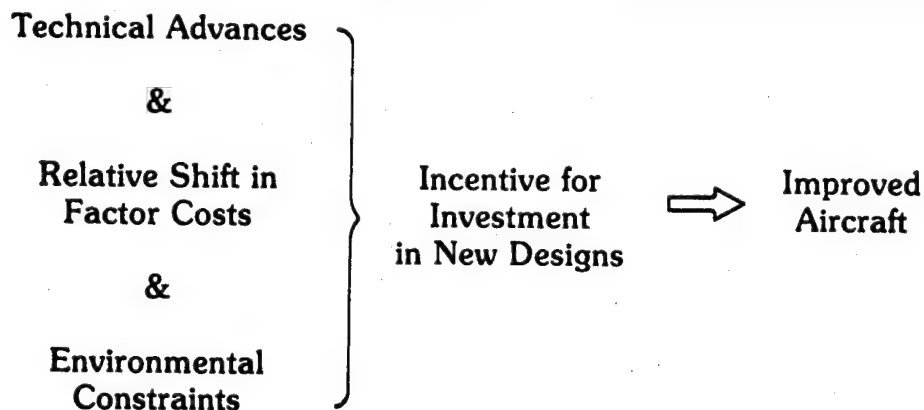 Technical Advances
&
Relative Shift in
Factor Costs
&
Environmental
Constraints
Incentive for
Investment
in New Designs
Improved
Aircraft